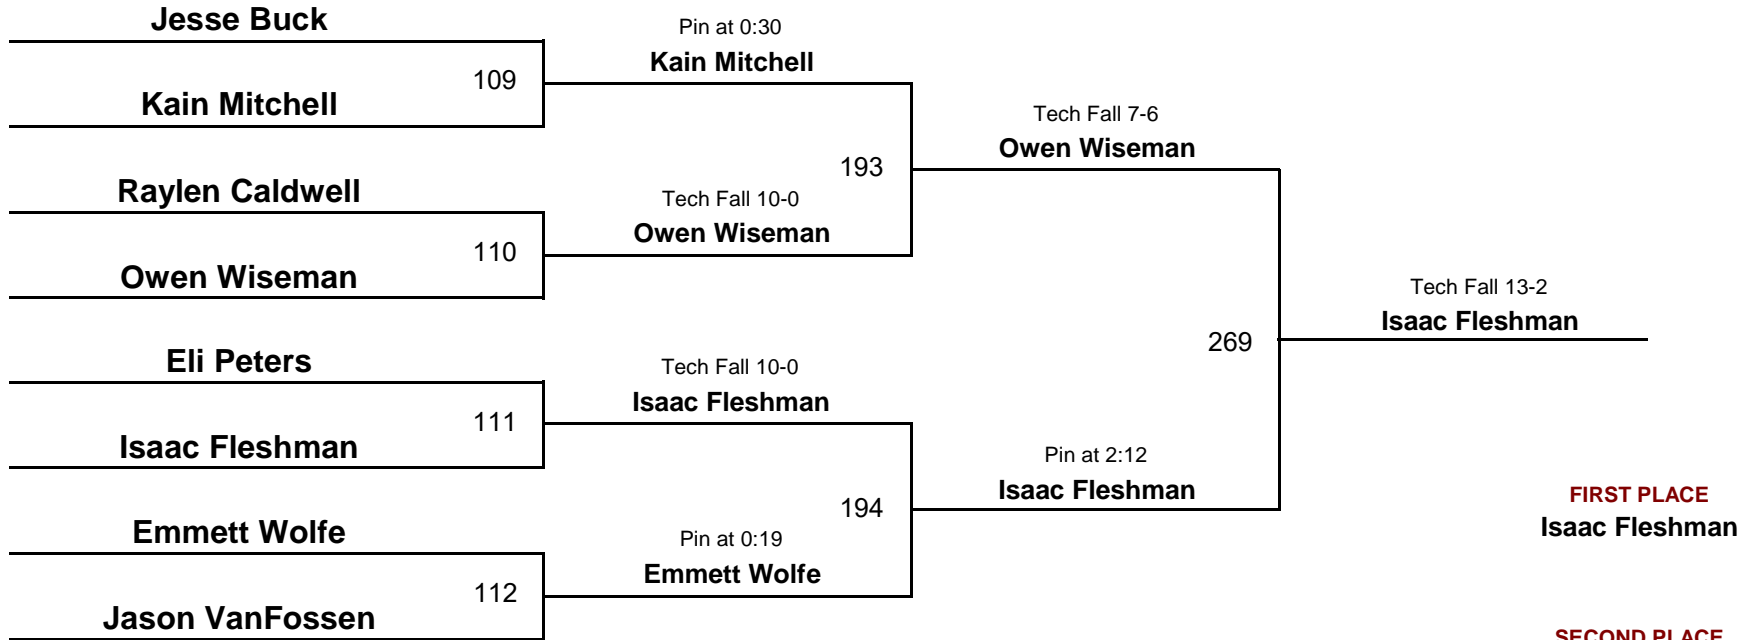 Jesse Buck
Pin at 0:30
Kain Mitchell
109
Kain Mitchell
Tech Fall 7-6
Owen Wiseman
193
Raylen Caldwell
Tech Fall 10-0
Owen Wiseman
110
Owen Wiseman
Tech Fall 13-2
Isaac Fleshman
269
Eli Peters
Tech Fall 10-0
Isaac Fleshman
111
Isaac Fleshman
Pin at 2:12
Isaac Fleshman
194
FIRST PLACE
Isaac Fleshman
Emmett Wolfe
Pin at 0:19
Emmett Wolfe
112
Jason VanFossen
SECOND PLACE